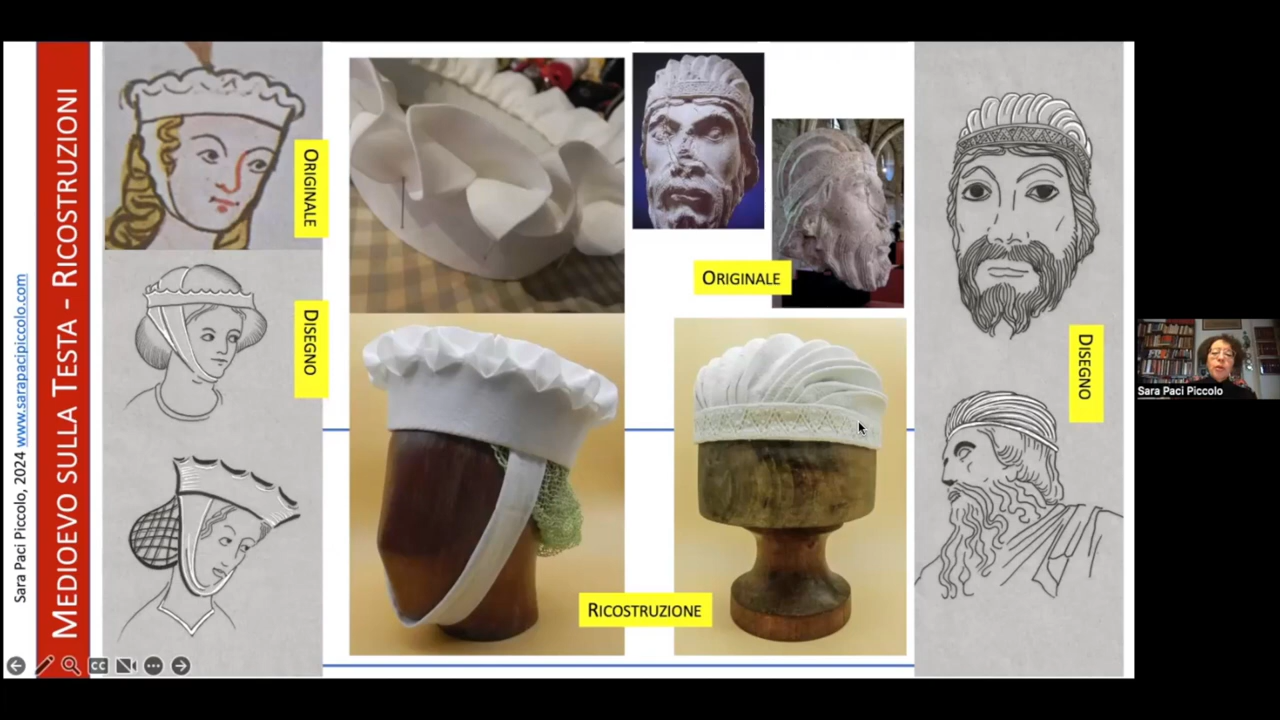 Sara Paci Piccolo, 2024 www.sarapacipiccolo.com
MEDIOEVO SULLA TESTA - RICOSTRUZIONI
ORIGINALE
DISEGNO
ORIGINALE
RICOSTRUZIONE
DISEGNO
Sara Paci Piccolo
CC